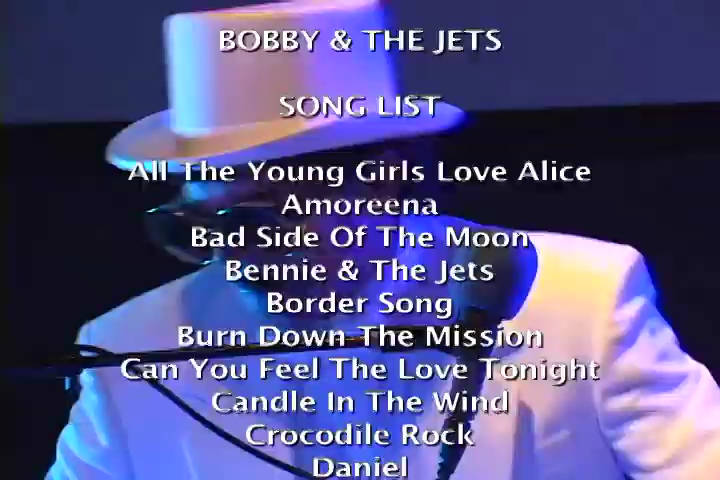 BOBBY & THE JETS
SONG LIST
All The Young Girls Love Alice
Amoreena
Bad Side Of The Moon
Bennie & The Jets
Border Song
Burn Down The Mission
Can You Feel The Love Tonight
Candle In The Wind
Crocodile Rock
Daniel